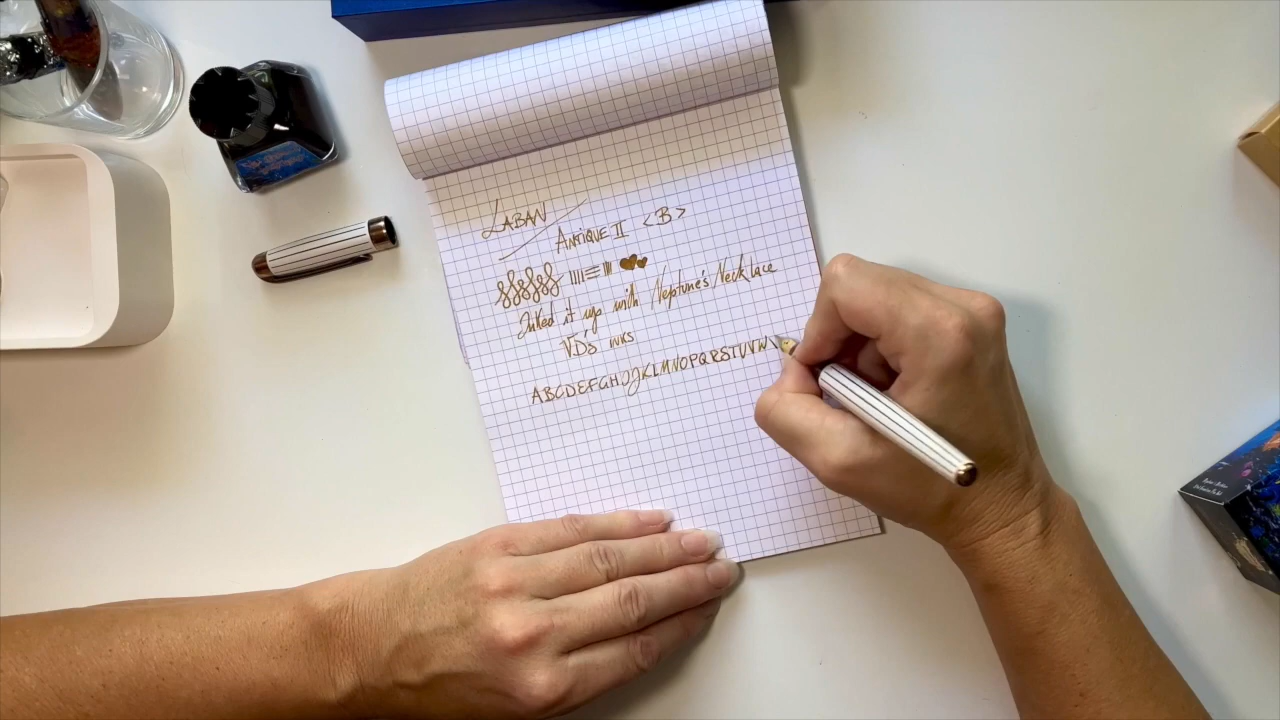 LABAN
ANTIQUE II <B>
Inked it up with Neptune's Necklace
VD's inks
ABCDEFGHIJKLMNOPQRSTUVW